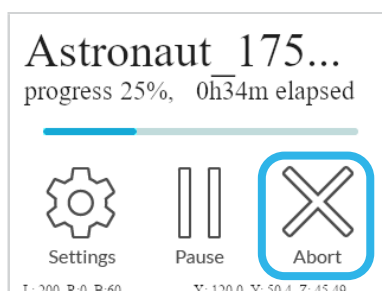 Astronaut_175...
progress 25%, 0h34m elapsed
Settings Pause Abort